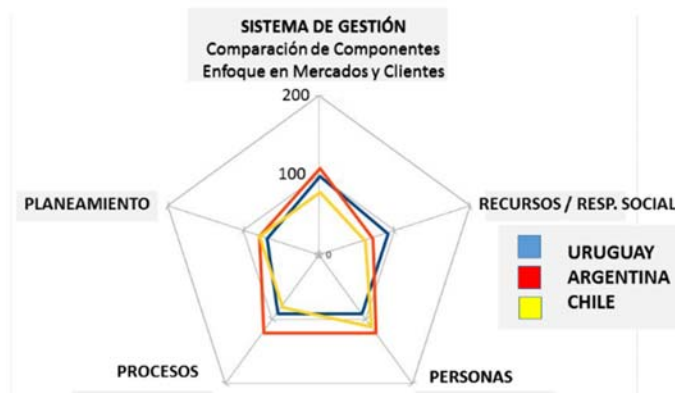 SISTEMA DE GESTIÓN
Comparación de Componentes
Enfoque en Mercados y Clientes
200
100
PLANEAMIENTO
RECURSOS / RESP. SOCIAL
0
URUGUAY
ARGENTINA
CHILE
PROCESOS
PERSONAS